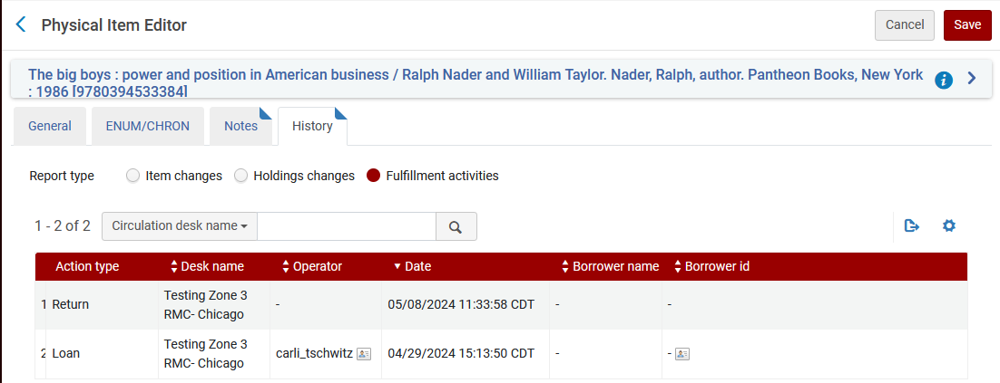 Physical Item Editor
Cancel
Save
The big boys : power and position in American business / Ralph Nader and William Taylor. Nader, Ralph, author. Pantheon Books, New York
: 1986 [9780394533384]
General
ENUM/CHRON
Notes
History
Report type
Item changes
Holdings changes
Fulfillment activities
1 - 2 of 2
Circulation desk name
Action type
Desk name
Operator
Date
Borrower name
Borrower id
1 Return
Testing Zone 3
RMC- Chicago
-
05/08/2024 11:33:58 CDT
-
-
2 Loan
Testing Zone 3
RMC- Chicago
carli_tschwitz
04/29/2024 15:13:50 CDT
-
-